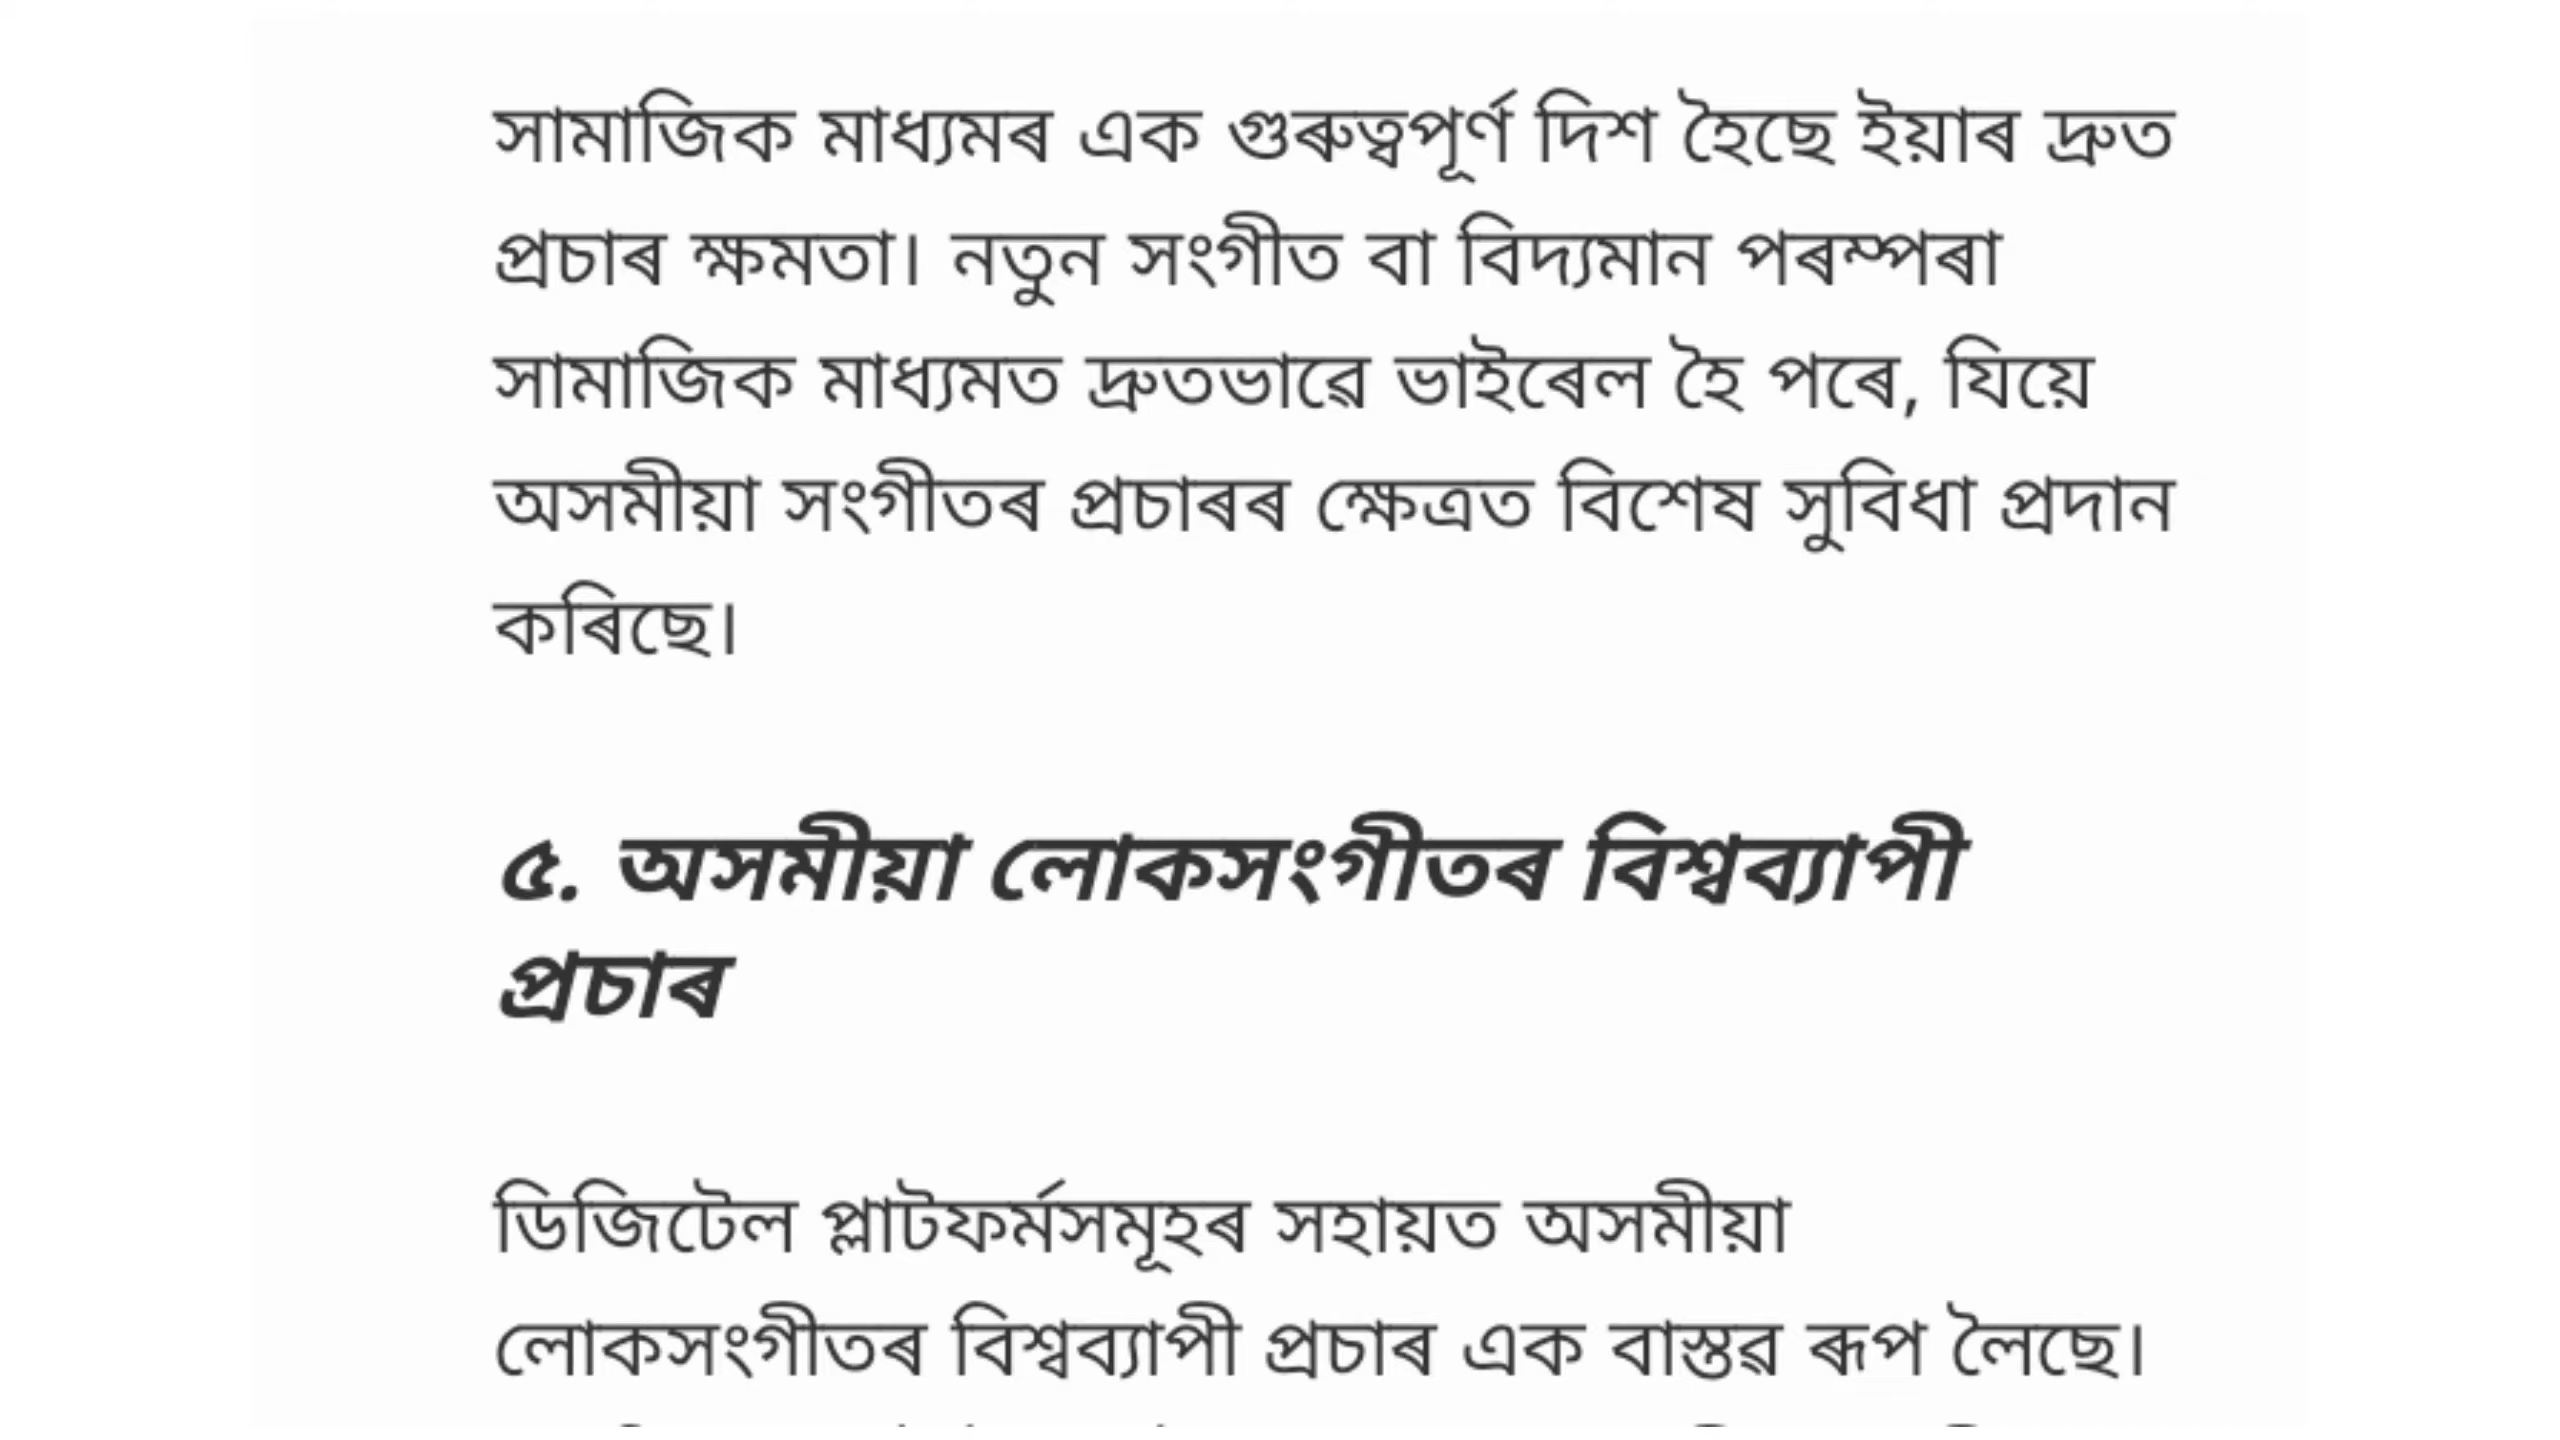 সামাজিক মাধ্যমৰ এক গুৰুত্বপূৰ্ণ দিশ হৈছে ইয়াৰ দ্ৰুত
প্ৰচাৰ ক্ষমতা। নতুন সংগীত বা বিদ্যমান পৰম্পৰা
সামাজিক মাধ্যমত দ্ৰুতভাৱে ভাইৰেল হৈ পৰে, যিয়ে
অসমীয়া সংগীতৰ প্ৰচাৰৰ ক্ষেত্ৰত বিশেষ সুবিধা প্ৰদান
কৰিছে।
৫. অসমীয়া লোকসংগীতৰ বিশ্বব্যাপী
প্ৰচাৰ
ডিজিটেল প্লাটফৰ্মসমূহৰ সহায়ত অসমীয়া
লোকসংগীতৰ বিশ্বব্যাপী প্ৰচাৰ এক বাস্তৱ ৰূপ লৈছে।